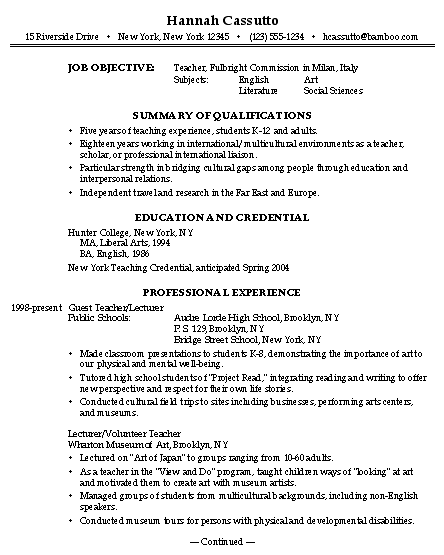 Hannah Cassutto
15 Riverside Drive • New York, New York 12345 • (123) 555-1234 • hcassutto@bamboo.com
JOB OBJECTIVE: Teacher, Fulbright Commission in Milan, Italy
Subjects: English Art
Literature Social Sciences
SUMMARY OF QUALIFICATIONS
• Five years of teaching experience, students K-12 and adults.
• Eighteen years working in international/multicultural environments as a teacher,
scholar, or professional international liaison.
• Particular strength in bridging cultural gaps among people through education and
interpersonal relations.
• Independent travel and research in the Far East and Europe.
EDUCATION AND CREDENTIAL
Hunter College, New York, NY
MA, Liberal Arts, 1994
BA, English, 1986
New York Teaching Credential, anticipated Spring 2004
PROFESSIONAL EXPERIENCE
1998-present Guest Teacher/Lecturer
Public Schools: Audre Lorde High School, Brooklyn, NY
P.S. 129, Brooklyn, NY
Bridge Street School, New York, NY
• Made classroom presentations to students K-8, demonstrating the importance of art to
our physical and mental well-being.
• Tutored high school students of "Project Read," integrating reading and writing to offer
new perspective and respect for their own life stories.
• Conducted cultural field trips to sites including businesses, performing arts centers,
and museums.
Lecturer/Volunteer Teacher
Wharton Museum of Art, Brooklyn, NY
• Lectured on "Art of Japan" to groups ranging from 10-60 adults.
• As a teacher in the "View and Do" program, taught children ways of "looking" at art
and motivated them to create art with museum artists.
• Managed groups of students from multicultural backgrounds, including non-English
speakers.
• Conducted museum tours for persons with physical and developmental disabilities.
— Continued —